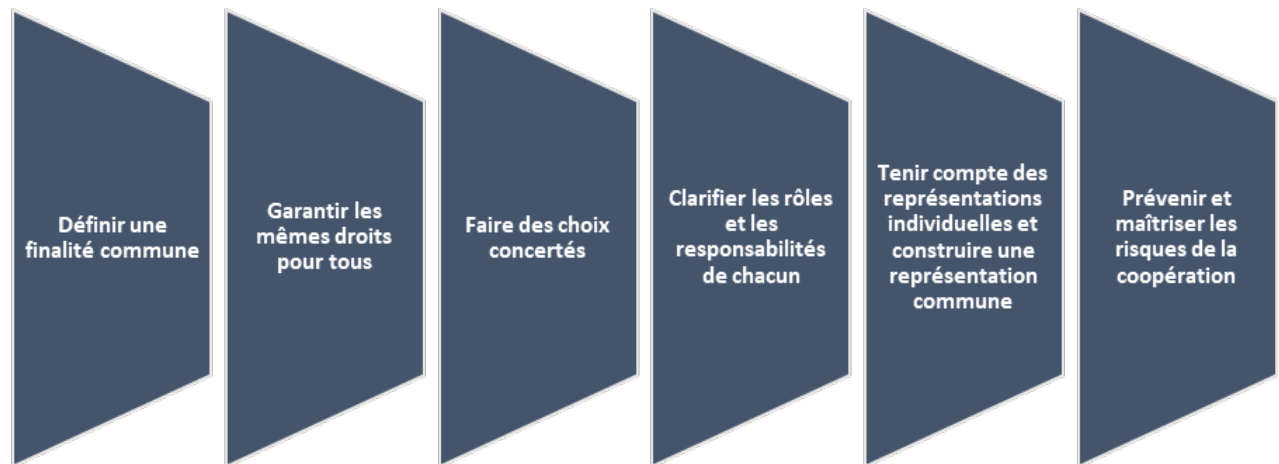 Définir une
finalité commune
Garantir les
mêmes droits
pour tous
Faire des choix
concertés
Clarifier les rôles
et les
responsabilités
de chacun
Tenir compte des
représentations
individuelles et
construire une
représentation
commune
Prévenir et
maîtriser les
risques de la
coopération